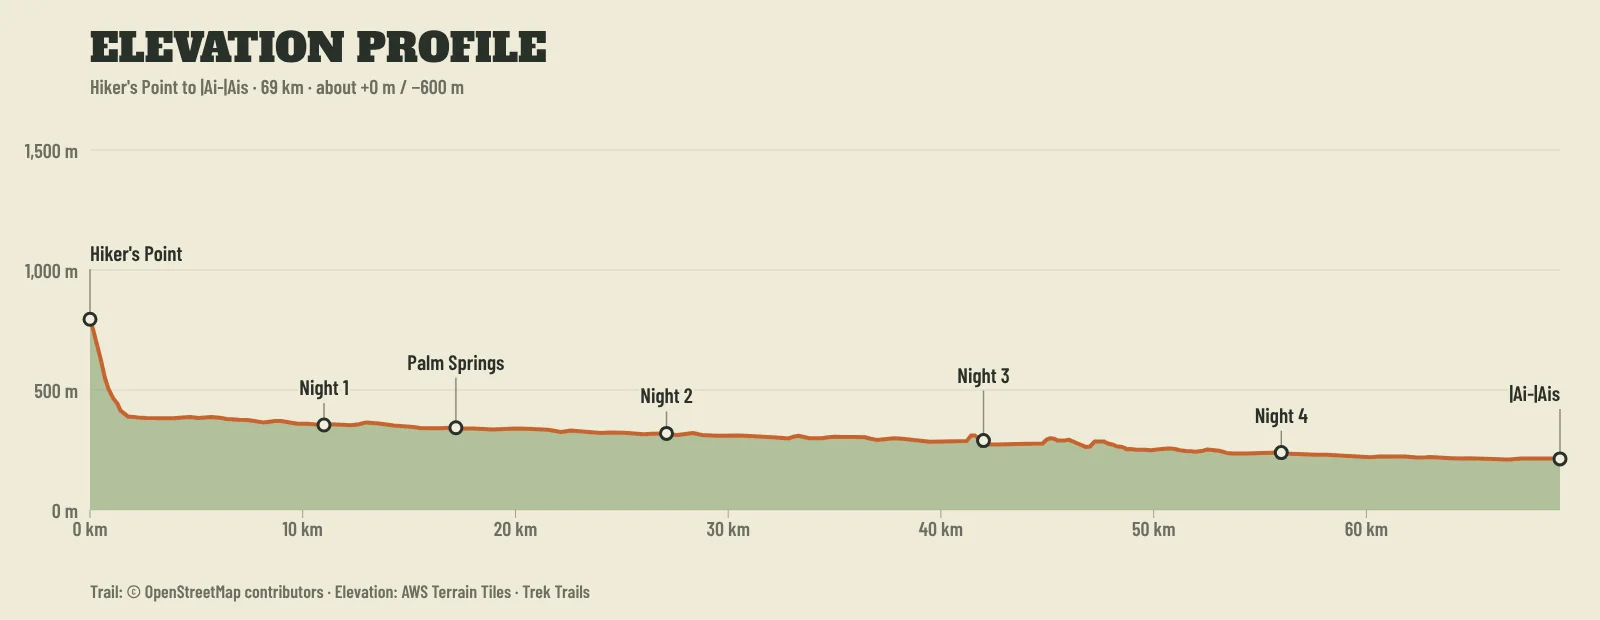 ELEVATION PROFILE
Hiker's Point to |Ai-|Ais · 69 km · about +0 m / −600 m
1,500 m
Hiker's Point
1,000 m
Palm Springs
Night 3
500 m
Night 1
Night 2
|Ai-|Ais
Night 4
0 m
0 km 10 km 20 km 30 km 40 km 50 km 60 km
Trail: © OpenStreetMap contributors · Elevation: AWS Terrain Tiles · Trek Trails